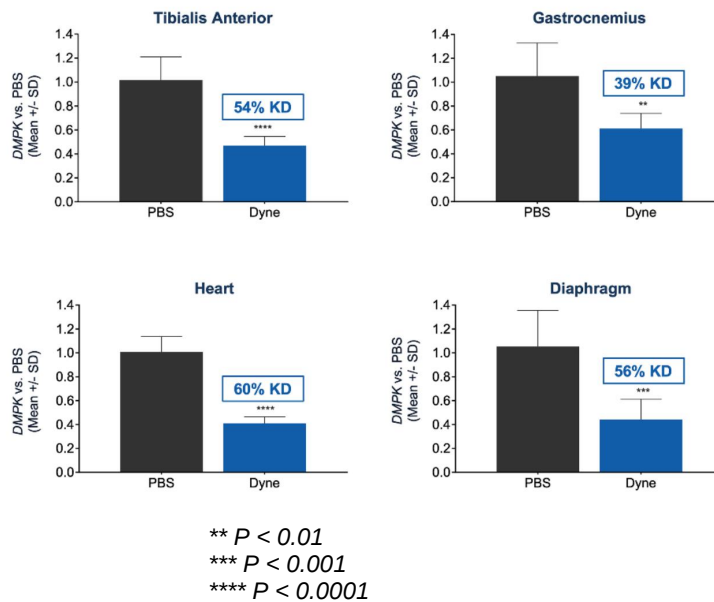 Tibialis Anterior
DMPK vs. PBS
(Mean +/- SD)
1.4
1.2
1.0
0.8
0.6
0.4
0.2
0.0
54% KD
****
PBS
Dyne
Gastrocnemius
DMPK vs. PBS
(Mean +/- SD)
1.4
1.2
1.0
0.8
0.6
0.4
0.2
0.0
39% KD
**
PBS
Dyne
Heart
DMPK vs. PBS
(Mean +/- SD)
1.4
1.2
1.0
0.8
0.6
0.4
0.2
0.0
60% KD
****
PBS
Dyne
Diaphragm
DMPK vs. PBS
(Mean +/- SD)
1.4
1.2
1.0
0.8
0.6
0.4
0.2
0.0
56% KD
***
PBS
Dyne
** P < 0.01
*** P < 0.001
**** P < 0.0001